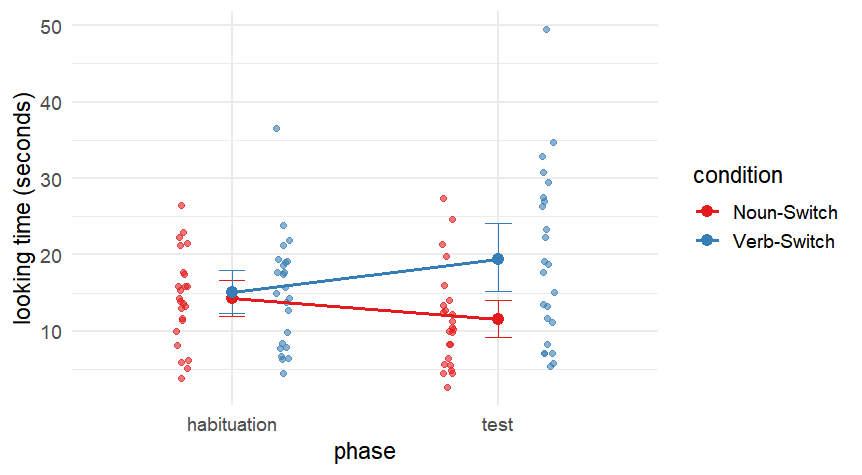 50
40
30
20
10
looking time (seconds)
habituation
test
phase
condition
Noun-Switch
Verb-Switch